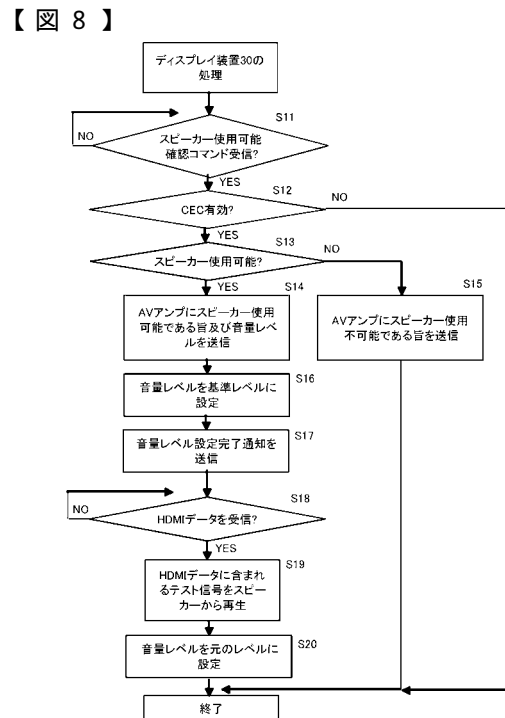 【図8】
ディスプレイ装置30の
処理
S11
NO
スピーカー使用可能
確認コマンド受信?
YES
S12
NO
CEC有効?
YES
S13
NO
スピーカー使用可能?
YES
S14
S15
AVアンプにスピーカー使用
可能である旨及び音量レベ
ルを送信
AVアンプにスピーカー使用
不可能である旨を送信
S16
音量レベルを基準レベルに
設定
S17
音量レベル設定完了通知を
送信
S18
NO
HDMIデータを受信?
YES
S19
HDMIデータに含まれ
るテスト信号をスピー
カーから再生
S20
音量レベルを元のレベルに
設定
終了